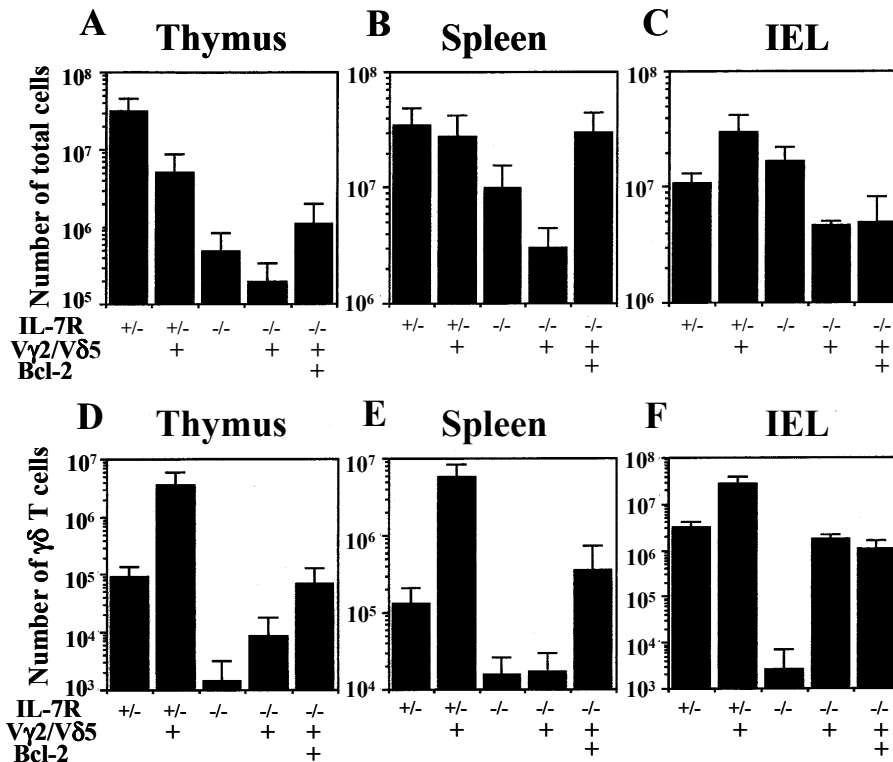 A Thymus B Spleen C IEL
Number of total cells
10⁸
10⁷
10⁶
10⁵
10⁸
10⁷
10⁶
10⁸
10⁷
10⁶
IL-7R +/- +/- -/- -/- -/- +/- +/- -/- -/- -/- +/- +/- -/- -/- -/-
Vγ2/Vδ5 + + + + + + + + +
Bcl-2 + + +
D Thymus E Spleen F IEL
Number of γδ T cells
10⁷
10⁶
10⁵
10⁴
10³
10⁷
10⁶
10⁵
10⁴
10⁸
10⁷
10⁶
10⁵
10⁴
10³
IL-7R +/- +/- -/- -/- -/- +/- +/- -/- -/- -/- +/- +/- -/- -/- -/-
Vγ2/Vδ5 + + + + + + + + +
Bcl-2 + + +